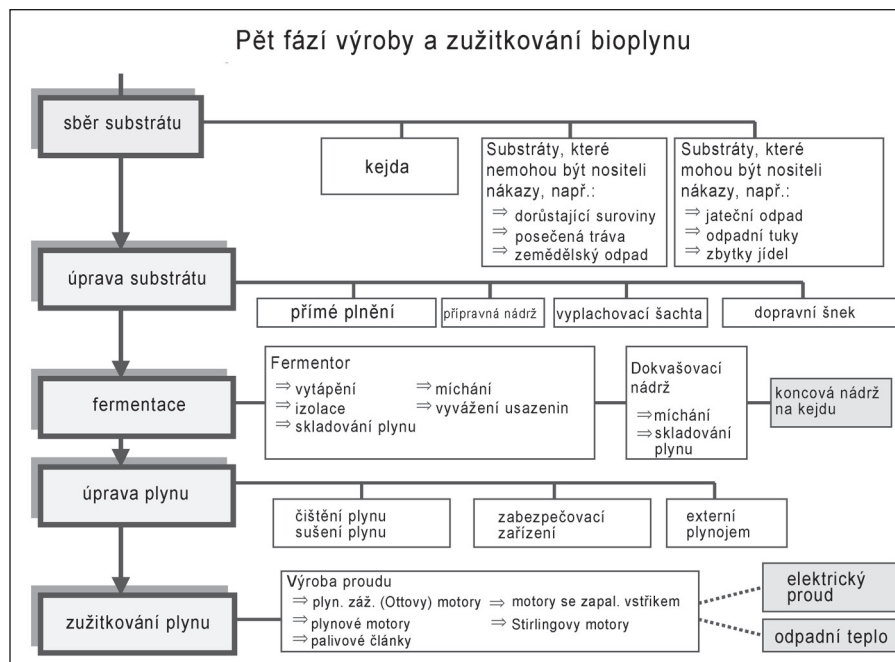 Pět fází výroby a zužitkování bioplynu
sběr substrátu
kejda
Substráty, které
nemohou být nositeli
nákazy, např.:
⇒ dorůstající suroviny
⇒ posečená tráva
⇒ zemědělský odpad
Substráty, které
mohou být nositeli
nákazy, např.:
⇒ jateční odpad
⇒ odpadní tuky
⇒ zbytky jídel
úprava substrátu
přímé plnění
připravná nádrž
vyplachovací šachta
dopravní šnek
fermentace
Fermentor
⇒ vytápění
⇒ izolace
⇒ skladování plynu
⇒ míchání
⇒ vyvážení usazenin
Dokvašovací
nádrž
⇒ míchání
⇒ skladování
plynu
koncová nádrž
na kejdu
úprava plynu
čištění plynu
sušení plynu
zabezpečovací
zařízení
externí
plynojem
zužitkování plynu
Výroba proudu
⇒ plyn. záž. (Ottovy) motory
⇒ plynové motory
⇒ palivové články
⇒ motory se zapal. vstřikem
⇒ Stirlingovy motory
elektrický
proud
odpadní teplo